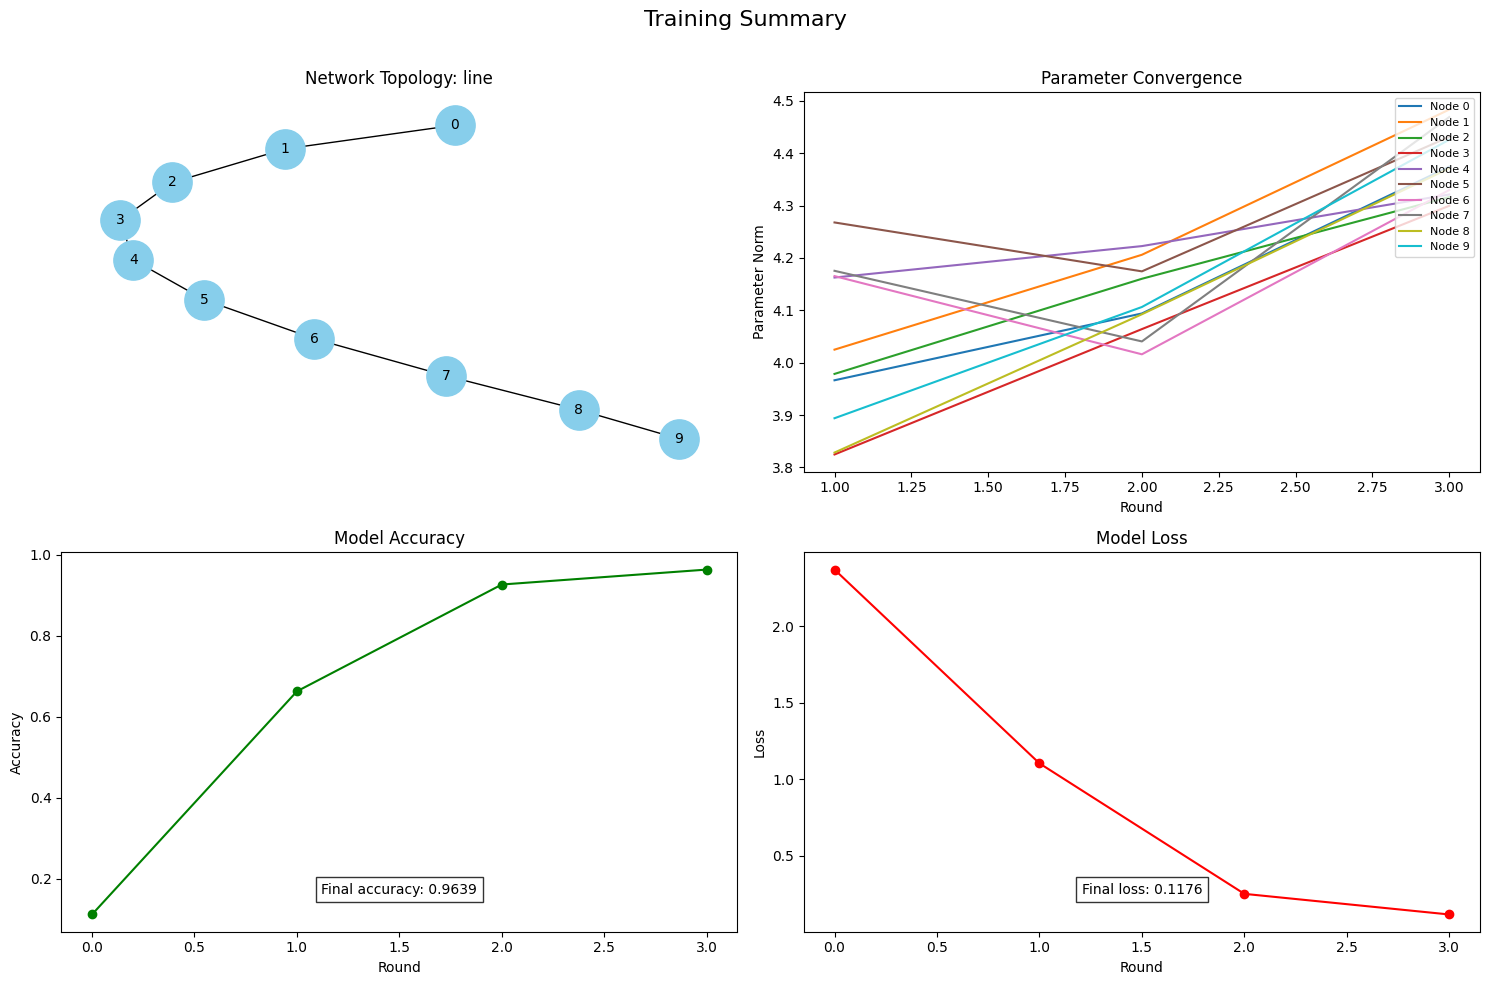 Training Summary
Network Topology: line
0
1
2
3
4
5
6
7
8
9
Parameter Convergence
Parameter Norm
4.5
4.4
4.3
4.2
4.1
4.0
3.9
3.8
Node 0
Node 1
Node 2
Node 3
Node 4
Node 5
Node 6
Node 7
Node 8
Node 9
1.00 1.25 1.50 1.75 2.00 2.25 2.50 2.75 3.00
Round
Model Accuracy
Accuracy
1.0
0.8
0.6
0.4
0.2
Final accuracy: 0.9639
0.0 0.5 1.0 1.5 2.0 2.5 3.0
Round
Model Loss
Loss
2.0
1.5
1.0
0.5
Final loss: 0.1176
0.0 0.5 1.0 1.5 2.0 2.5 3.0
Round